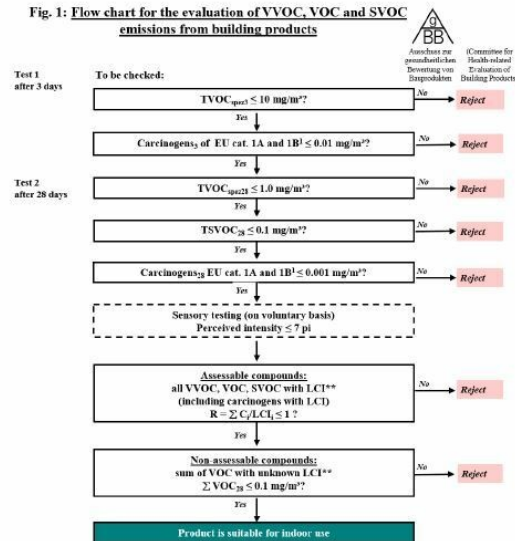 Fig. 1: Flow chart for the evaluation of VVOC, VOC and SVOC
emissions from building products
g
BB
Ausschuss zur
gesundheitlichen
Bewertung von
Bauprodukten
(Committee for
Health-related
Evaluation of
Building Products
Test 1
after 3 days
To be checked:
TVOCspez3 ≤ 10 mg/m³?
No
Reject
Yes
Carcinogens3 of EU cat. 1A and 1B¹ ≤ 0.01 mg/m³?
No
Reject
Yes
Test 2
after 28 days
TVOCspez28 ≤ 1.0 mg/m³?
No
Reject
Yes
TSVOC28 ≤ 0.1 mg/m³?
No
Reject
Yes
Carcinogens28 EU cat. 1A and 1B¹ ≤ 0.001 mg/m³?
No
Reject
Yes
Sensory testing (on voluntary basis)
Perceived intensity ≤ 7 pi
Assessable compounds:
all VVOC, VOC, SVOC with LCI**
(including carcinogens with LCI)
R = ∑ Ci/LCIi ≤ 1 ?
No
Reject
Yes
Non-assessable compounds:
sum of VOC with unknown LCI**
∑ VOC28 ≤ 0.1 mg/m³?
No
Reject
Yes
Product is suitable for indoor use